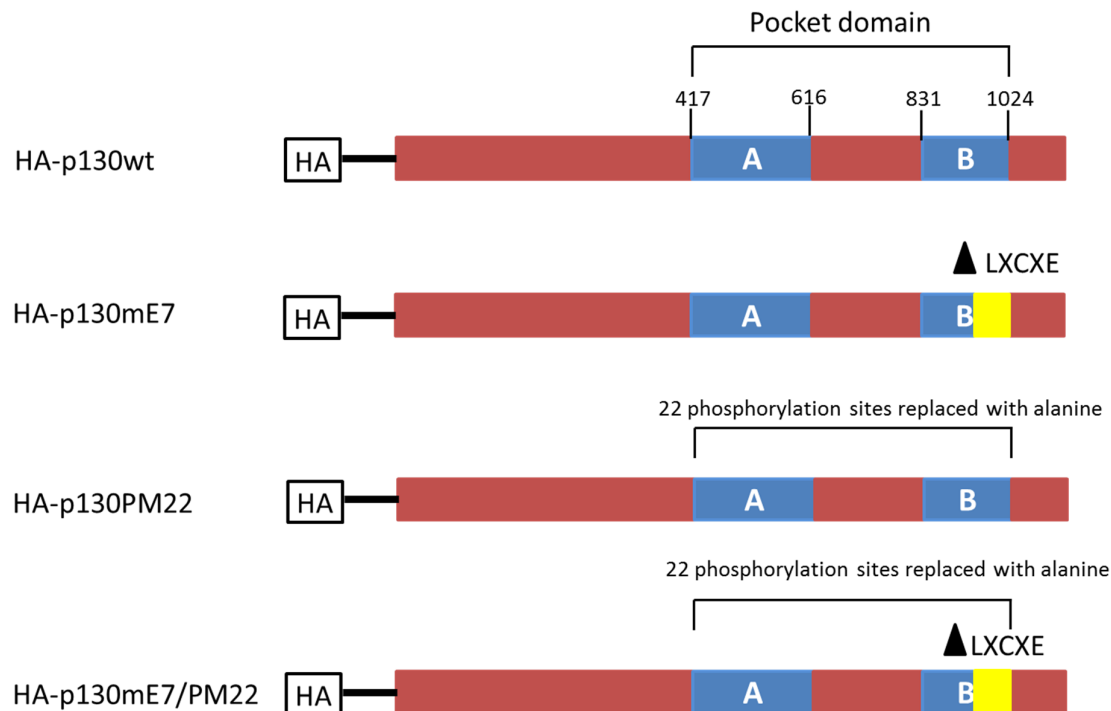 Pocket domain
417 616 831 1024
HA-p130wt HA A B
LXCXE
HA-p130mE7 HA A B
22 phosphorylation sites replaced with alanine
HA-p130PM22 HA A B
22 phosphorylation sites replaced with alanine
LXCXE
HA-p130mE7/PM22 HA A B